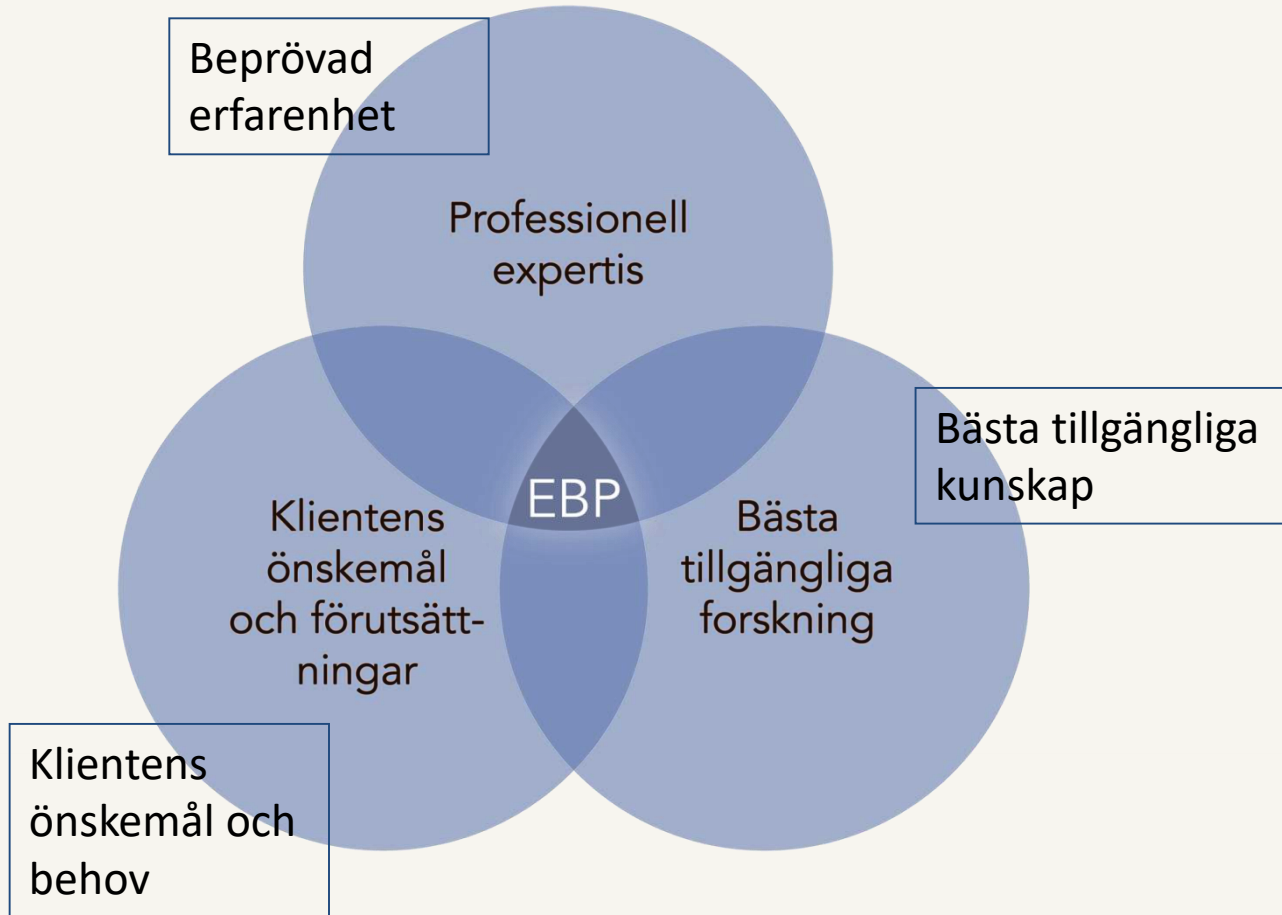 Beprövad
erfarenhet
Professionell
expertis
Bästa tillgängliga
kunskap
EBP
Klientens
önskemål
och förutsätt-
ningar
Bästa
tillgängliga
forskning
Klientens
önskemål och
behov